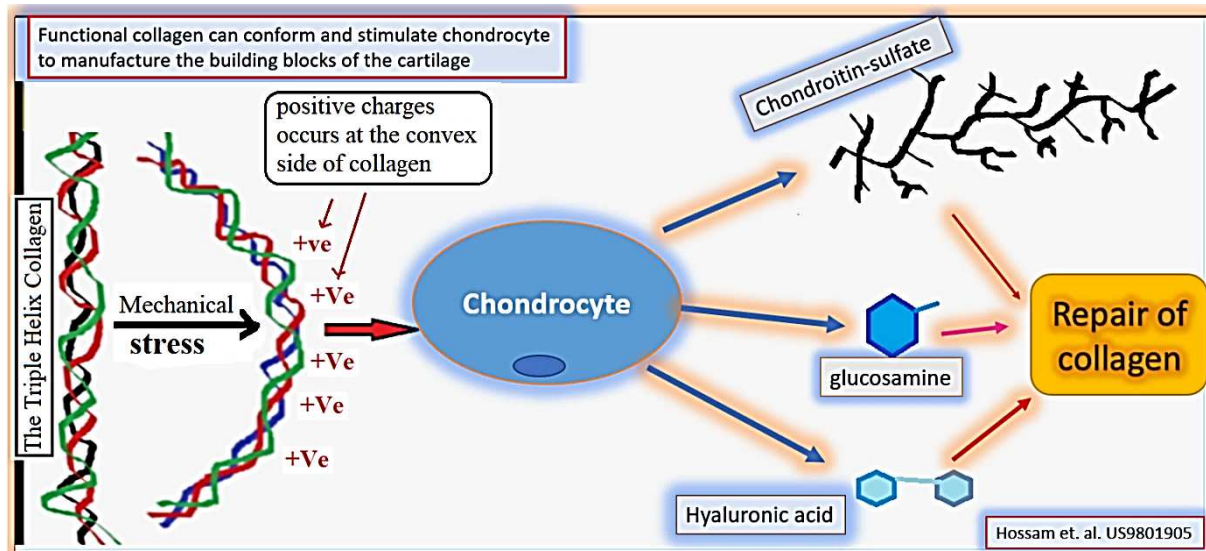 Functional collagen can conform and stimulate chondrocyte
to manufacture the building blocks of the cartilage
positive charges
occurs at the convex
side of collagen
The Triple Helix Collagen
Mechanical
stress
+ve
+Ve
+Ve
+Ve
+Ve
Chondrocyte
Chondroitin-sulfate
glucosamine
Hyaluronic acid
Repair of
collagen
Hossam et. al. US9801905